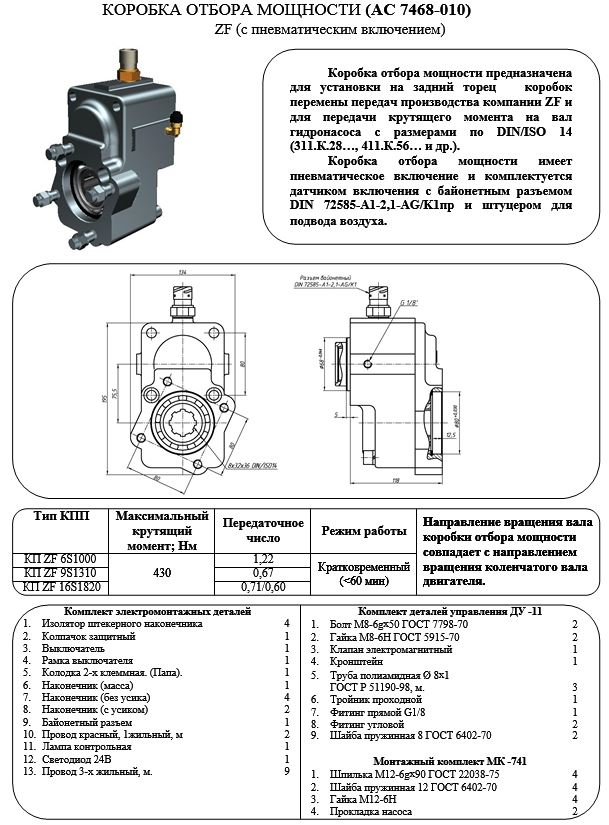 КОРОБКА ОТБОРА МОЩНОСТИ (АС 7468-010)
ZF (с пневматическим включением)
Коробка отбора мощности предназначена
для установки на задний торец коробок
перемены передач производства компании ZF и
для передачи крутящего момента на вал
гидронасоса с размерами по DIN/ISO 14
(311.К.28…, 411.К.56… и др.).
Коробка отбора мощности имеет
пневматическое включение и комплектуется
датчиком включения с байонетным разъемом
DIN 72585-А1-2,1-AG/K1пр и штуцером для
подвода воздуха.
134
Разъем байонетный
DIN 72585-А1-2,1-AG/K1
G 1/8"
195
75,5
80
80
80
8x32x36 DIN/ISO14
5
12,5
118
Тип КПП
Максимальный крутящий момент; Нм
Передаточное число
Режим работы
КП ZF 6S1000
1,22
КП ZF 9S1310
430
0,67
КП ZF 16S1820
0,71/0,60
Кратковременный
(<60 мин)
Направление вращения вала
коробки отбора мощности
совпадает с направлением
вращения коленчатого вала
двигателя.
Комплект электромонтажных деталей
1. Изолятор штекерного наконечника 4
2. Колпачок защитный 1
3. Выключатель 1
4. Рамка выключателя 1
5. Колодка 2-х клеммная. (Папа). 1
6. Наконечник (масса) 1
7. Наконечник (без усика) 4
8. Наконечник (с усиком) 2
9. Байонетный разъем 1
10. Провод красный, 1жильный, м 2
11. Лампа контрольная 1
12. Светодиод 24В 1
13. Провод 3-х жильный, м. 9
Комплект деталей управления ДУ -11
1. Болт М8-6gx50 ГОСТ 7798-70 2
2. Гайка М8-6Н ГОСТ 5915-70 2
3. Клапан электромагнитный 1
4. Кронштейн 1
5. Труба полиамидная Ø 8x1
ГОСТ Р 51190-98, м. 3
6. Тройник проходной 1
7. Фитинг прямой G1/8 1
8. Фитинг угловой 2
9. Шайба пружинная 8 ГОСТ 6402-70 2
Монтажный комплект МК -741
1. Шпилька М12-6gx90 ГОСТ 22038-75 4
2. Шайба пружинная 12 ГОСТ 6402-70 4
3. Гайка М12-6Н 4
4. Прокладка насоса 2